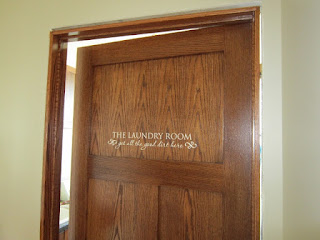 THE LAUNDRY ROOM
get all the good dirt here